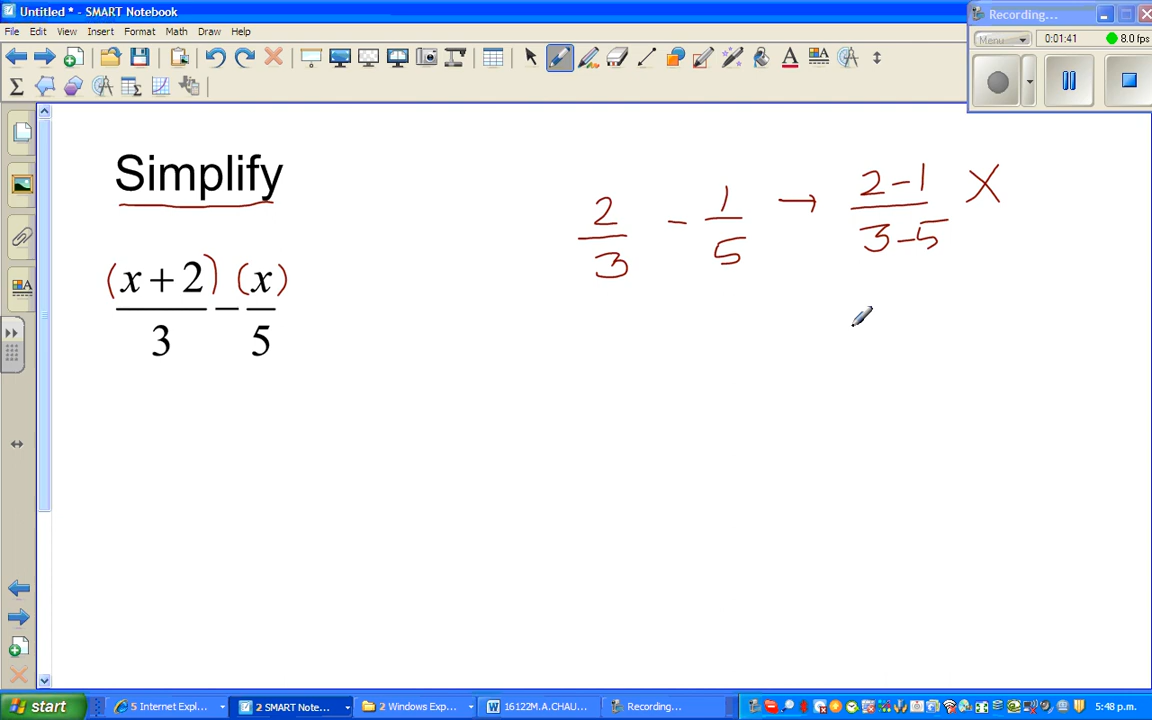 Untitled * - SMART Notebook
Recording...
File Edit View Insert Format Math Draw Help
Menu 0:01:41 8.0 fps
Simplify
2/3 - 1/5 → 2-1/3-5 X
(x+2)/3 − (x)/5
start 5 Internet Expl... 2 SMART Note... 2 Windows Exp... 16122M.A.CHAU... Recording... 5:48 p.m.